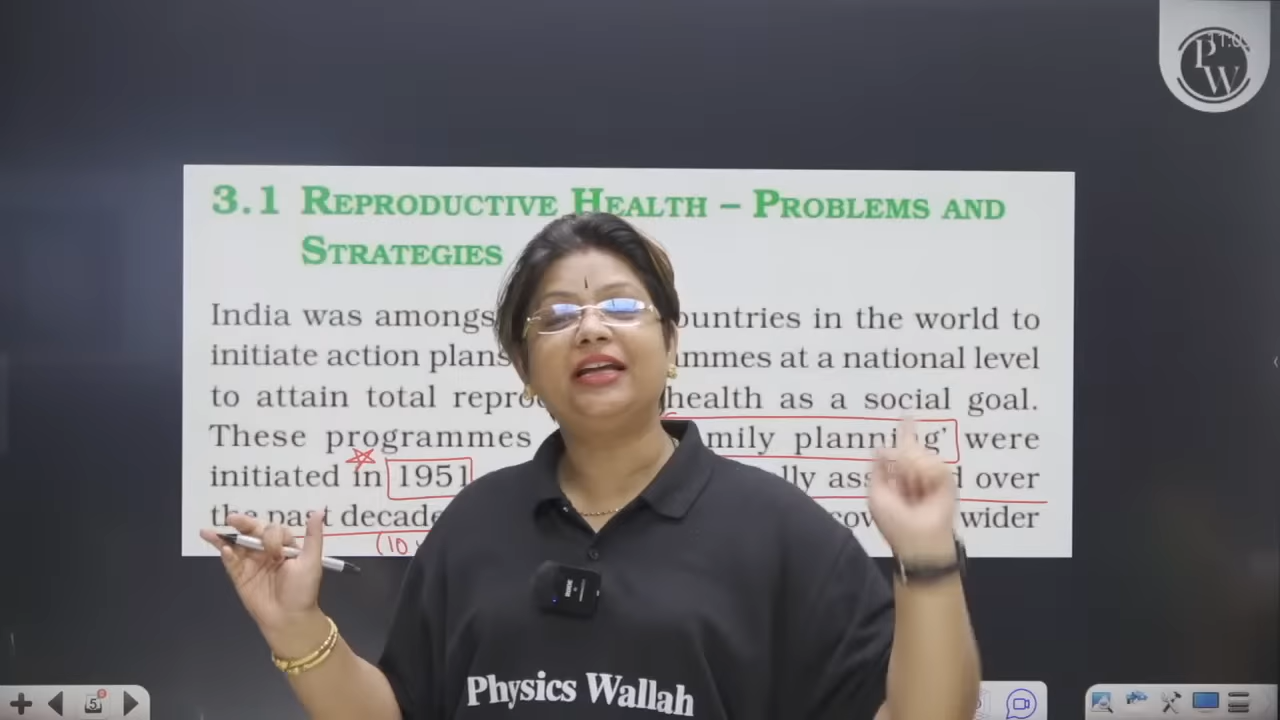 PW
3.1 REPRODUCTIVE HEALTH – PROBLEMS AND
STRATEGIES
India was amongs ountries in the world to
initiate action plans ammes at a national level
to attain total repro health as a social goal.
These programmes mily planning' were
initiated in 1951 lly ass d over
the past decade cov wider
(10
Physics Wallah
5